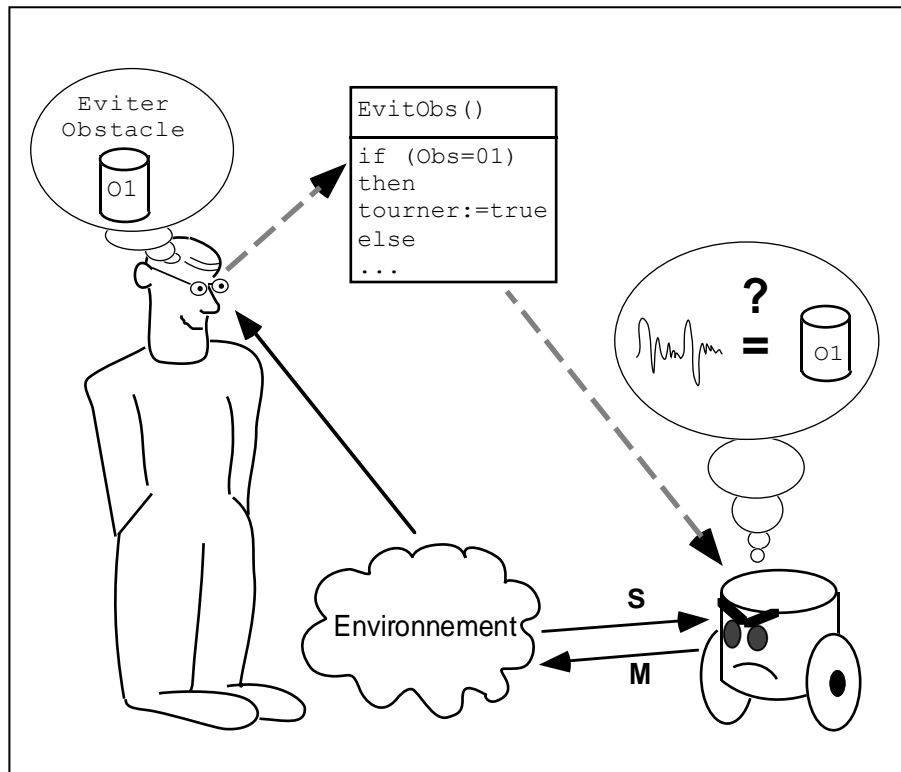 Eviter
Obstacle
O1
EvitObs()
if (Obs=O1)
then
tourner:=true
else
...
?
=
O1
S
Environnement
M